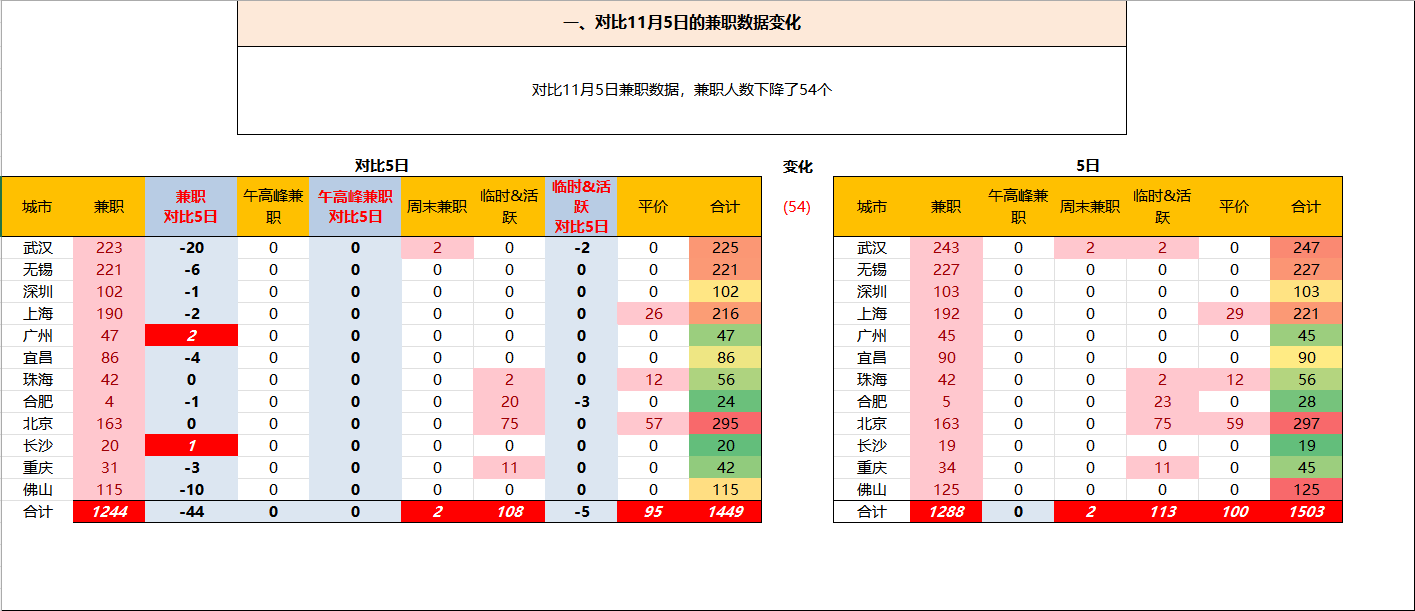 一、对比11月5日的兼职数据变化
对比11月5日兼职数据，兼职人数下降了54个
对比5日 变化 5日
城市 兼职 兼职 对比5日 午高峰兼职 午高峰兼职 对比5日 周末兼职 临时&活跃 临时&活跃 对比5日 平价 合计 (54) 城市 兼职 午高峰兼职 周末兼职 临时&活跃 平价 合计
武汉 223 -20 0 0 2 0 -2 0 225 武汉 243 0 2 2 0 247
无锡 221 -6 0 0 0 0 0 0 221 无锡 227 0 0 0 0 227
深圳 102 -1 0 0 0 0 0 0 102 深圳 103 0 0 0 0 103
上海 190 -2 0 0 0 0 0 26 216 上海 192 0 0 0 29 221
广州 47 2 0 0 0 0 0 0 47 广州 45 0 0 0 0 45
宜昌 86 -4 0 0 0 0 0 0 86 宜昌 90 0 0 0 0 90
珠海 42 0 0 0 0 2 0 12 56 珠海 42 0 0 2 12 56
合肥 4 -1 0 0 0 20 -3 0 24 合肥 5 0 0 23 0 28
北京 163 0 0 0 0 75 0 57 295 北京 163 0 0 75 59 297
长沙 20 1 0 0 0 0 0 0 20 长沙 19 0 0 0 0 19
重庆 31 -3 0 0 0 11 0 0 42 重庆 34 0 0 11 0 45
佛山 115 -10 0 0 0 0 0 0 115 佛山 125 0 0 0 0 125
合计 1244 -44 0 0 2 108 -5 95 1449 合计 1288 0 2 113 100 1503